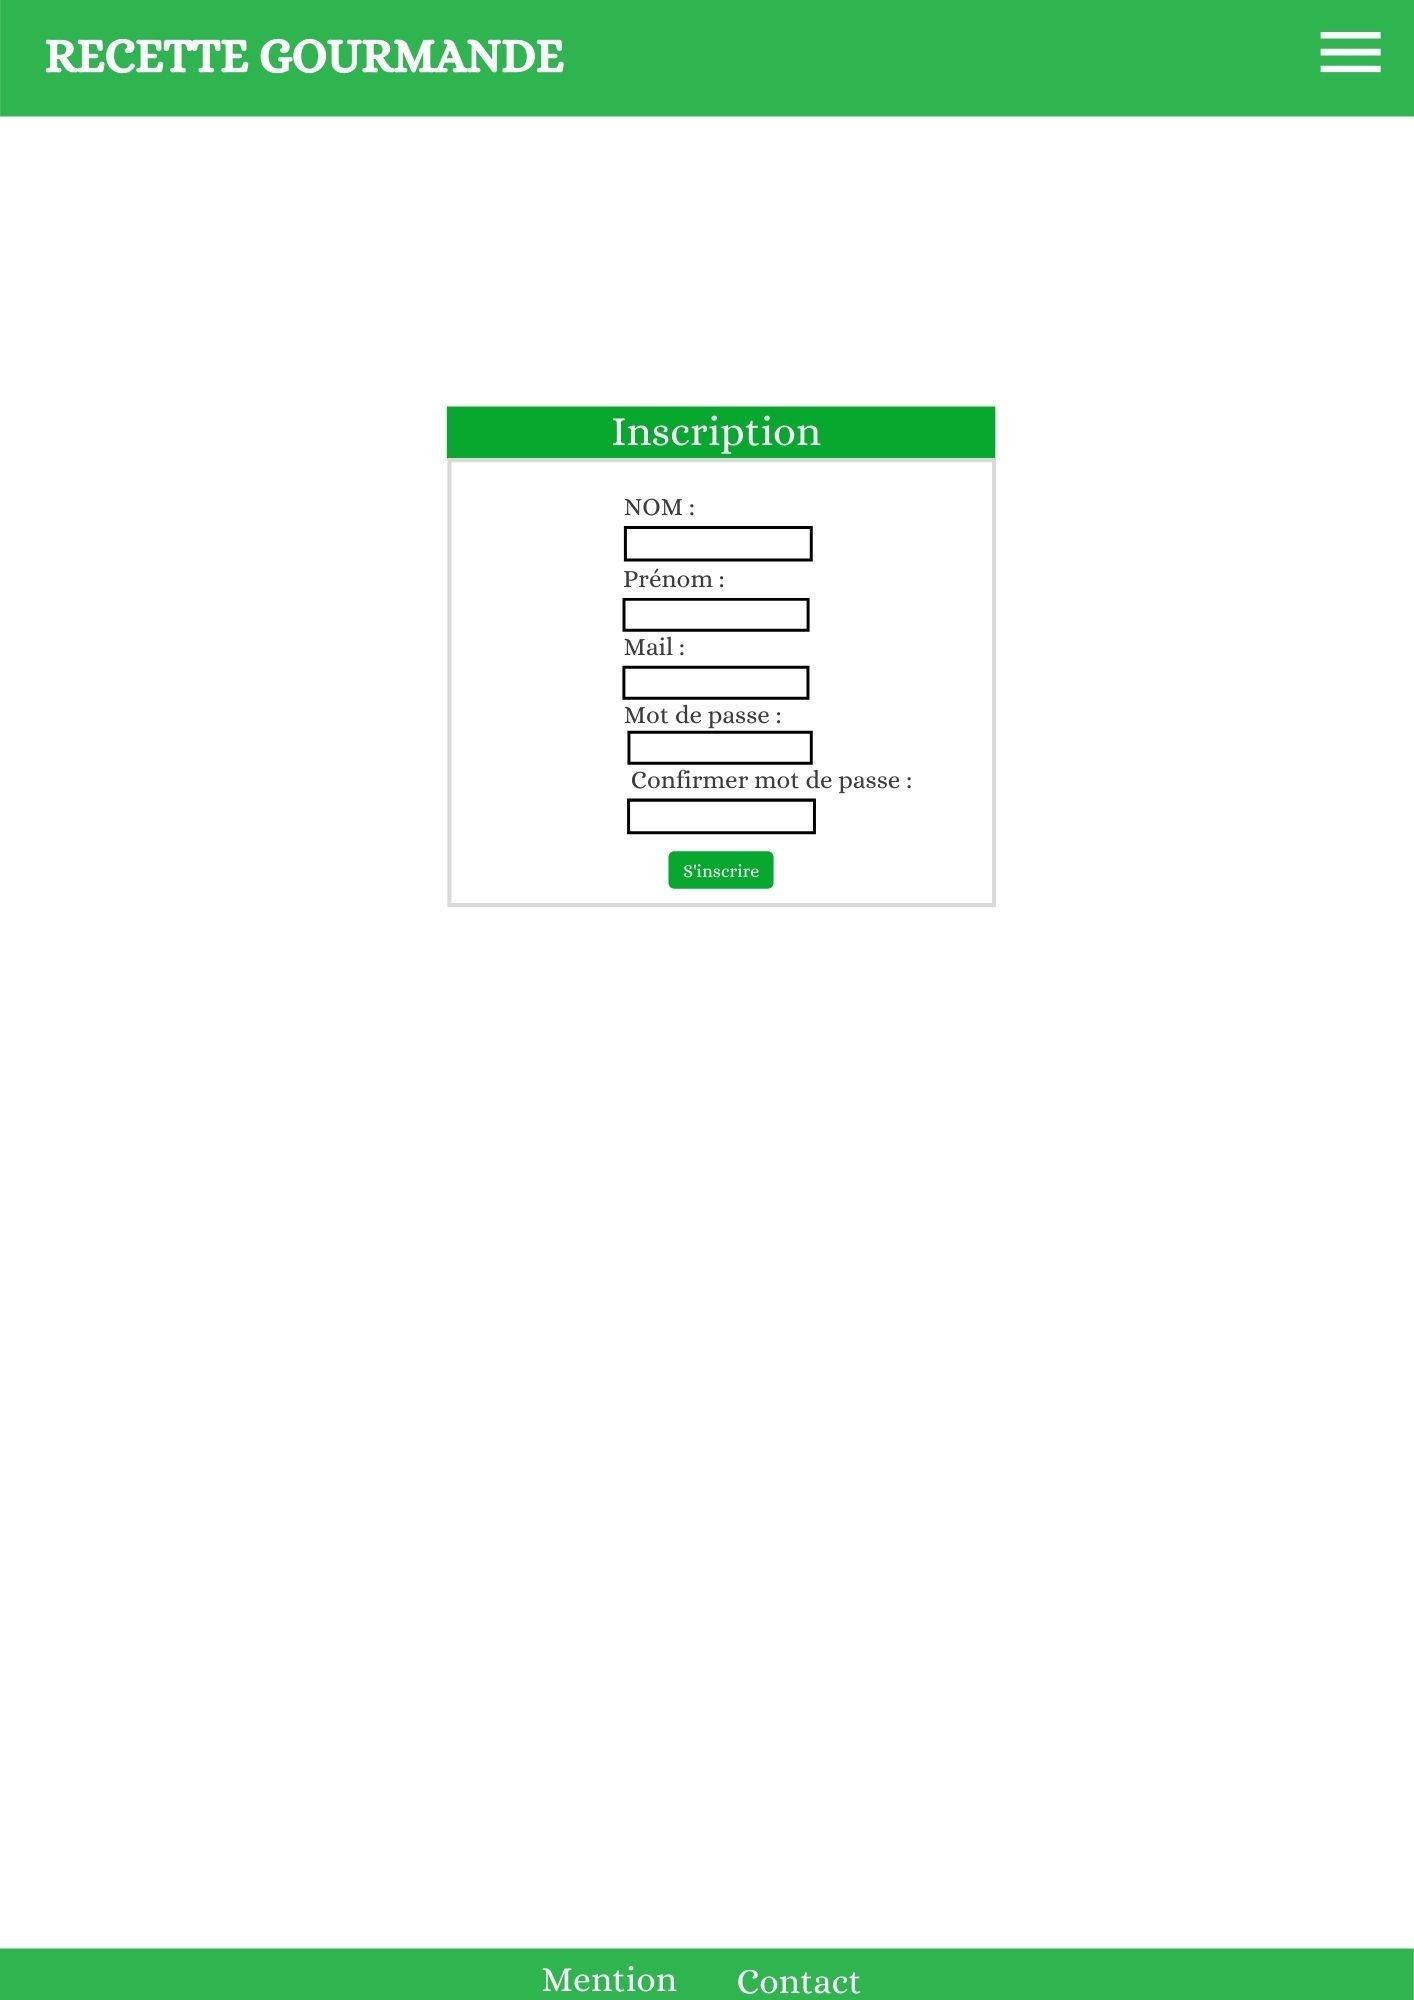 RECETTE GOURMANDE
Inscription
NOM :
Prénom :
Mail :
Mot de passe :
Confirmer mot de passe :
S'inscrire
Mention Contact